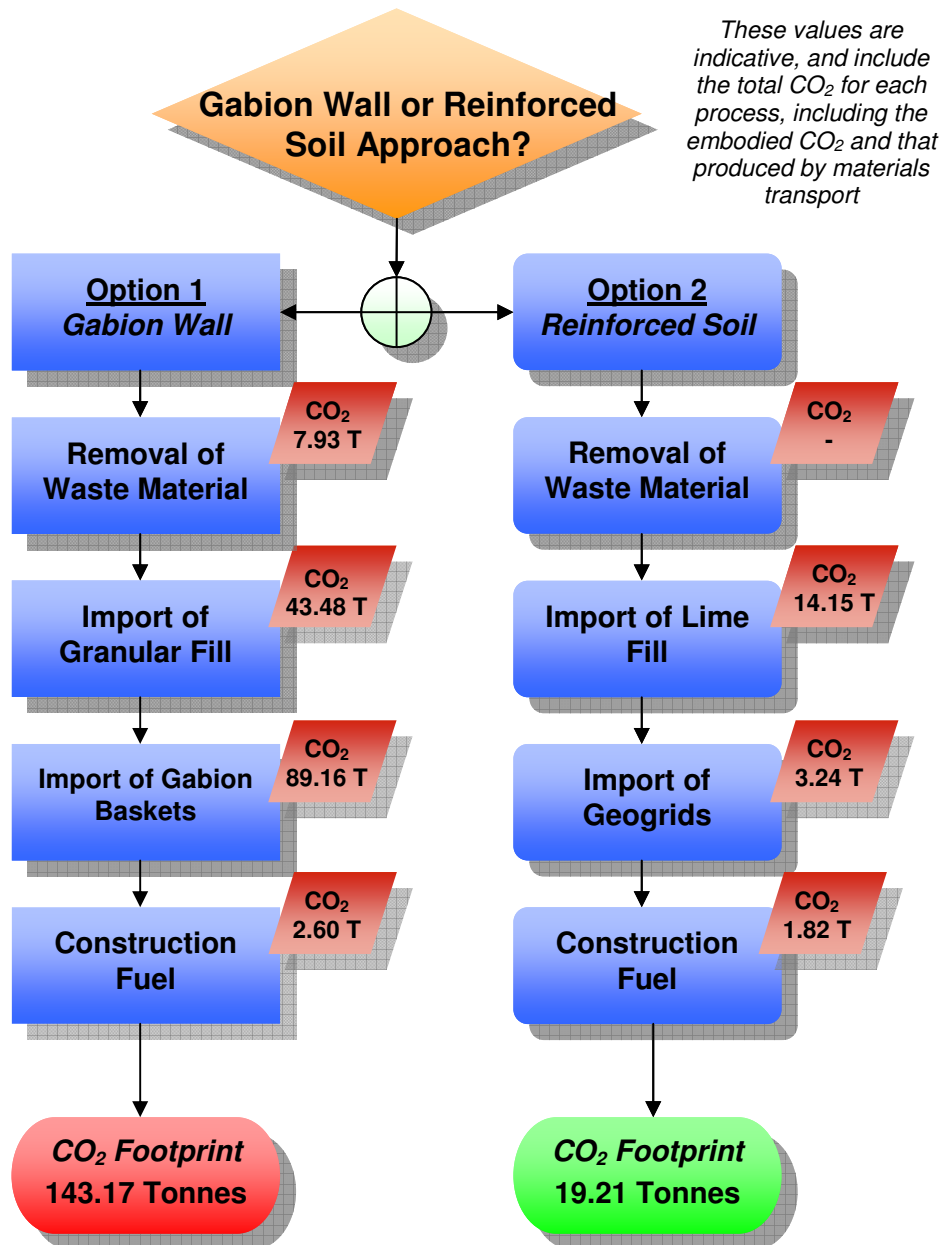 Gabion Wall or Reinforced
Soil Approach?
These values are
indicative, and include
the total CO₂ for each
process, including the
embodied CO₂ and that
produced by materials
transport
Option 1
Gabion Wall
CO₂
7.93 T
Removal of
Waste Material
CO₂
43.48 T
Import of
Granular Fill
CO₂
89.16 T
Import of Gabion
Baskets
CO₂
2.60 T
Construction
Fuel
CO₂ Footprint
143.17 Tonnes
Option 2
Reinforced Soil
CO₂
-
Removal of
Waste Material
CO₂
14.15 T
Import of Lime
Fill
CO₂
3.24 T
Import of
Geogrids
CO₂
1.82 T
Construction
Fuel
CO₂ Footprint
19.21 Tonnes